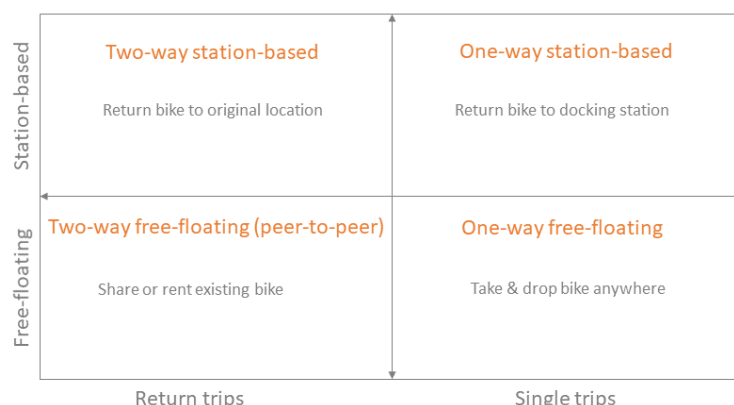 Station-based
Two-way station-based
One-way station-based
Return bike to original location
Return bike to docking station
Free-floating
Two-way free-floating (peer-to-peer)
One-way free-floating
Share or rent existing bike
Take & drop bike anywhere
Return trips
Single trips